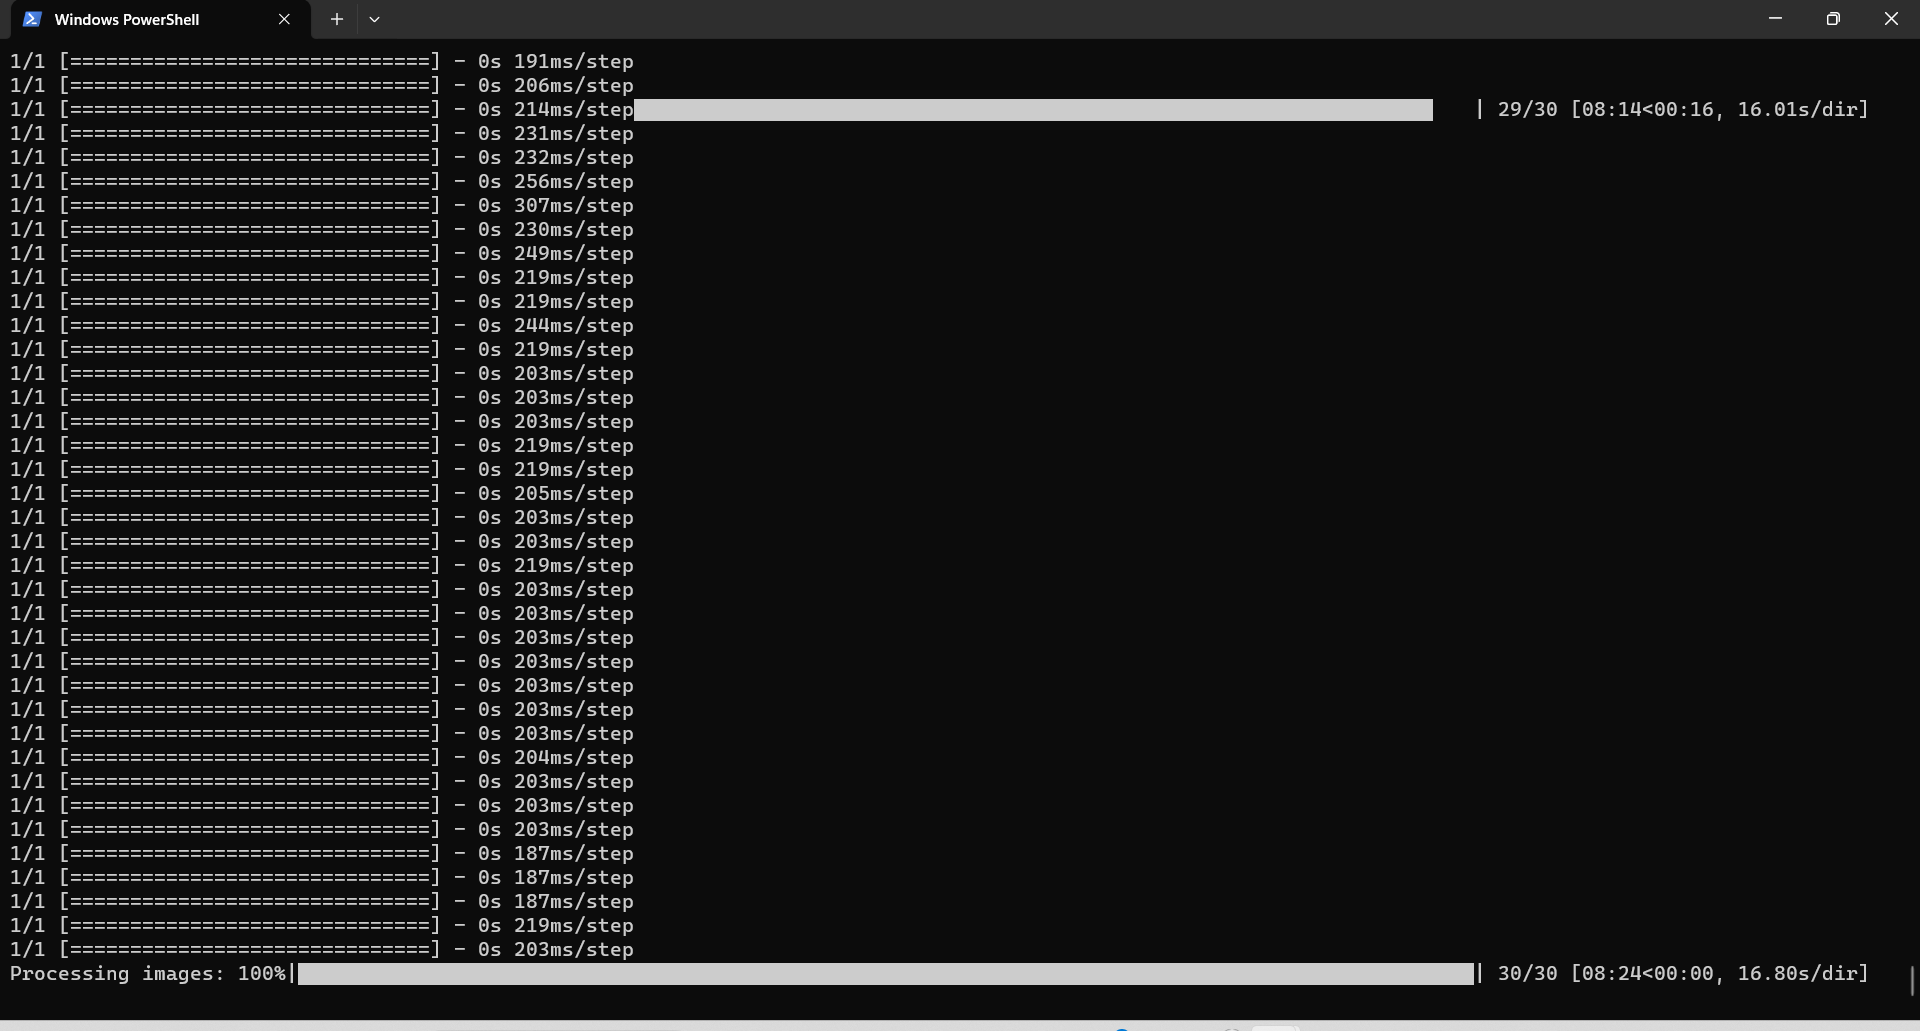 Windows PowerShell
1/1 [==============================] - 0s 191ms/step
1/1 [==============================] - 0s 206ms/step
1/1 [==============================] - 0s 214ms/step | 29/30 [08:14<00:16, 16.01s/dir]
1/1 [==============================] - 0s 231ms/step
1/1 [==============================] - 0s 232ms/step
1/1 [==============================] - 0s 256ms/step
1/1 [==============================] - 0s 307ms/step
1/1 [==============================] - 0s 230ms/step
1/1 [==============================] - 0s 249ms/step
1/1 [==============================] - 0s 219ms/step
1/1 [==============================] - 0s 219ms/step
1/1 [==============================] - 0s 244ms/step
1/1 [==============================] - 0s 219ms/step
1/1 [==============================] - 0s 203ms/step
1/1 [==============================] - 0s 203ms/step
1/1 [==============================] - 0s 203ms/step
1/1 [==============================] - 0s 219ms/step
1/1 [==============================] - 0s 219ms/step
1/1 [==============================] - 0s 205ms/step
1/1 [==============================] - 0s 203ms/step
1/1 [==============================] - 0s 203ms/step
1/1 [==============================] - 0s 219ms/step
1/1 [==============================] - 0s 203ms/step
1/1 [==============================] - 0s 203ms/step
1/1 [==============================] - 0s 203ms/step
1/1 [==============================] - 0s 203ms/step
1/1 [==============================] - 0s 203ms/step
1/1 [==============================] - 0s 203ms/step
1/1 [==============================] - 0s 203ms/step
1/1 [==============================] - 0s 204ms/step
1/1 [==============================] - 0s 203ms/step
1/1 [==============================] - 0s 203ms/step
1/1 [==============================] - 0s 203ms/step
1/1 [==============================] - 0s 187ms/step
1/1 [==============================] - 0s 187ms/step
1/1 [==============================] - 0s 187ms/step
1/1 [==============================] - 0s 219ms/step
1/1 [==============================] - 0s 203ms/step
Processing images: 100%| | 30/30 [08:24<00:00, 16.80s/dir]